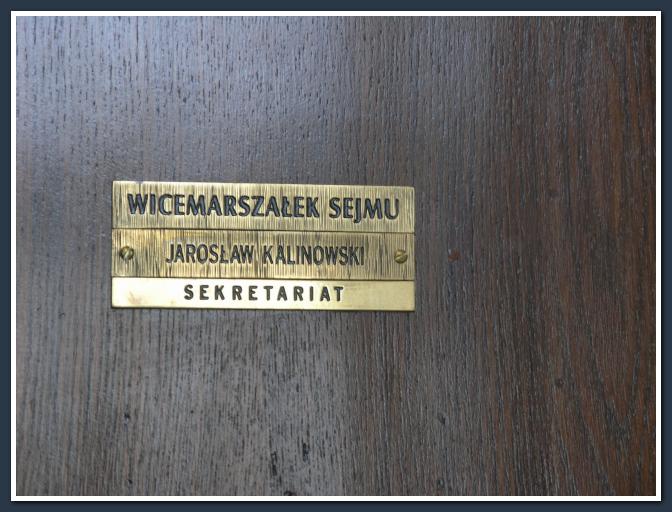 WICEMARSZAŁEK SEJMU
JAROSŁAW KALINOWSKI
SEKRETARIAT